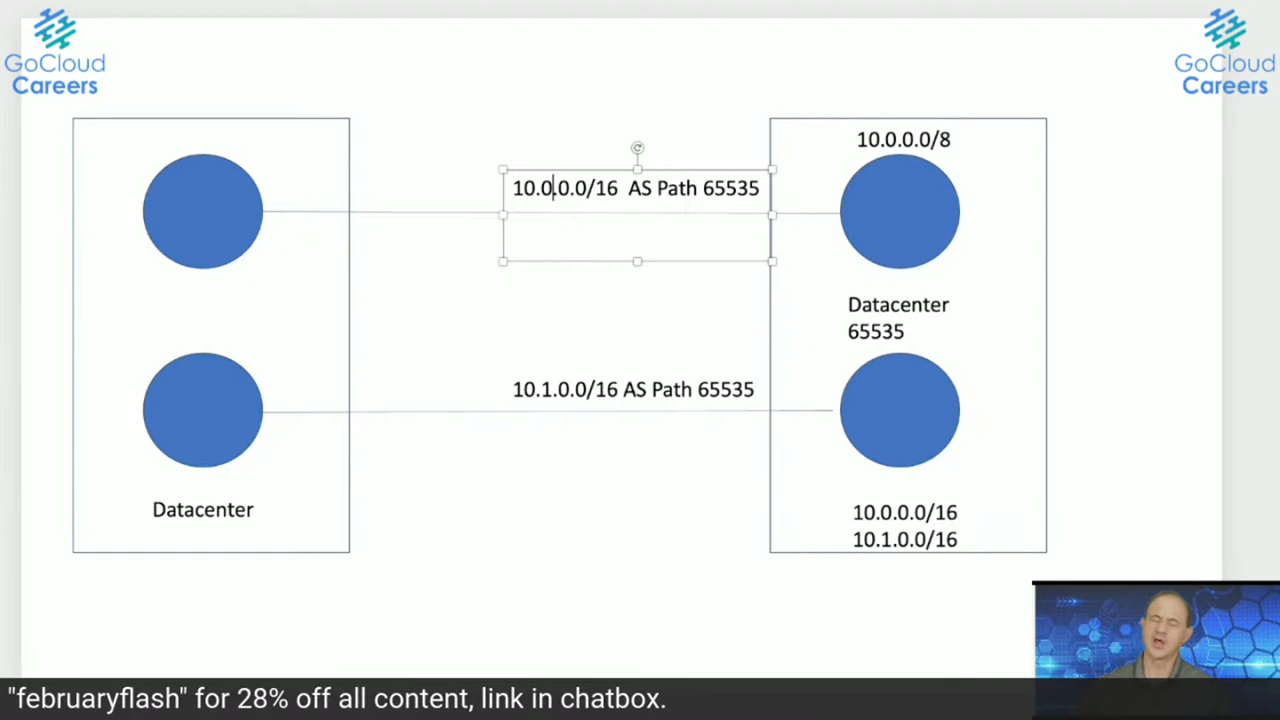 GoCloud
Careers
GoCloud
Careers
10.0.0.0/8
10.0.0.0/16 AS Path 65535
Datacenter
65535
10.1.0.0/16 AS Path 65535
Datacenter
10.0.0.0/16
10.1.0.0/16
"februaryflash" for 28% off all content, link in chatbox.